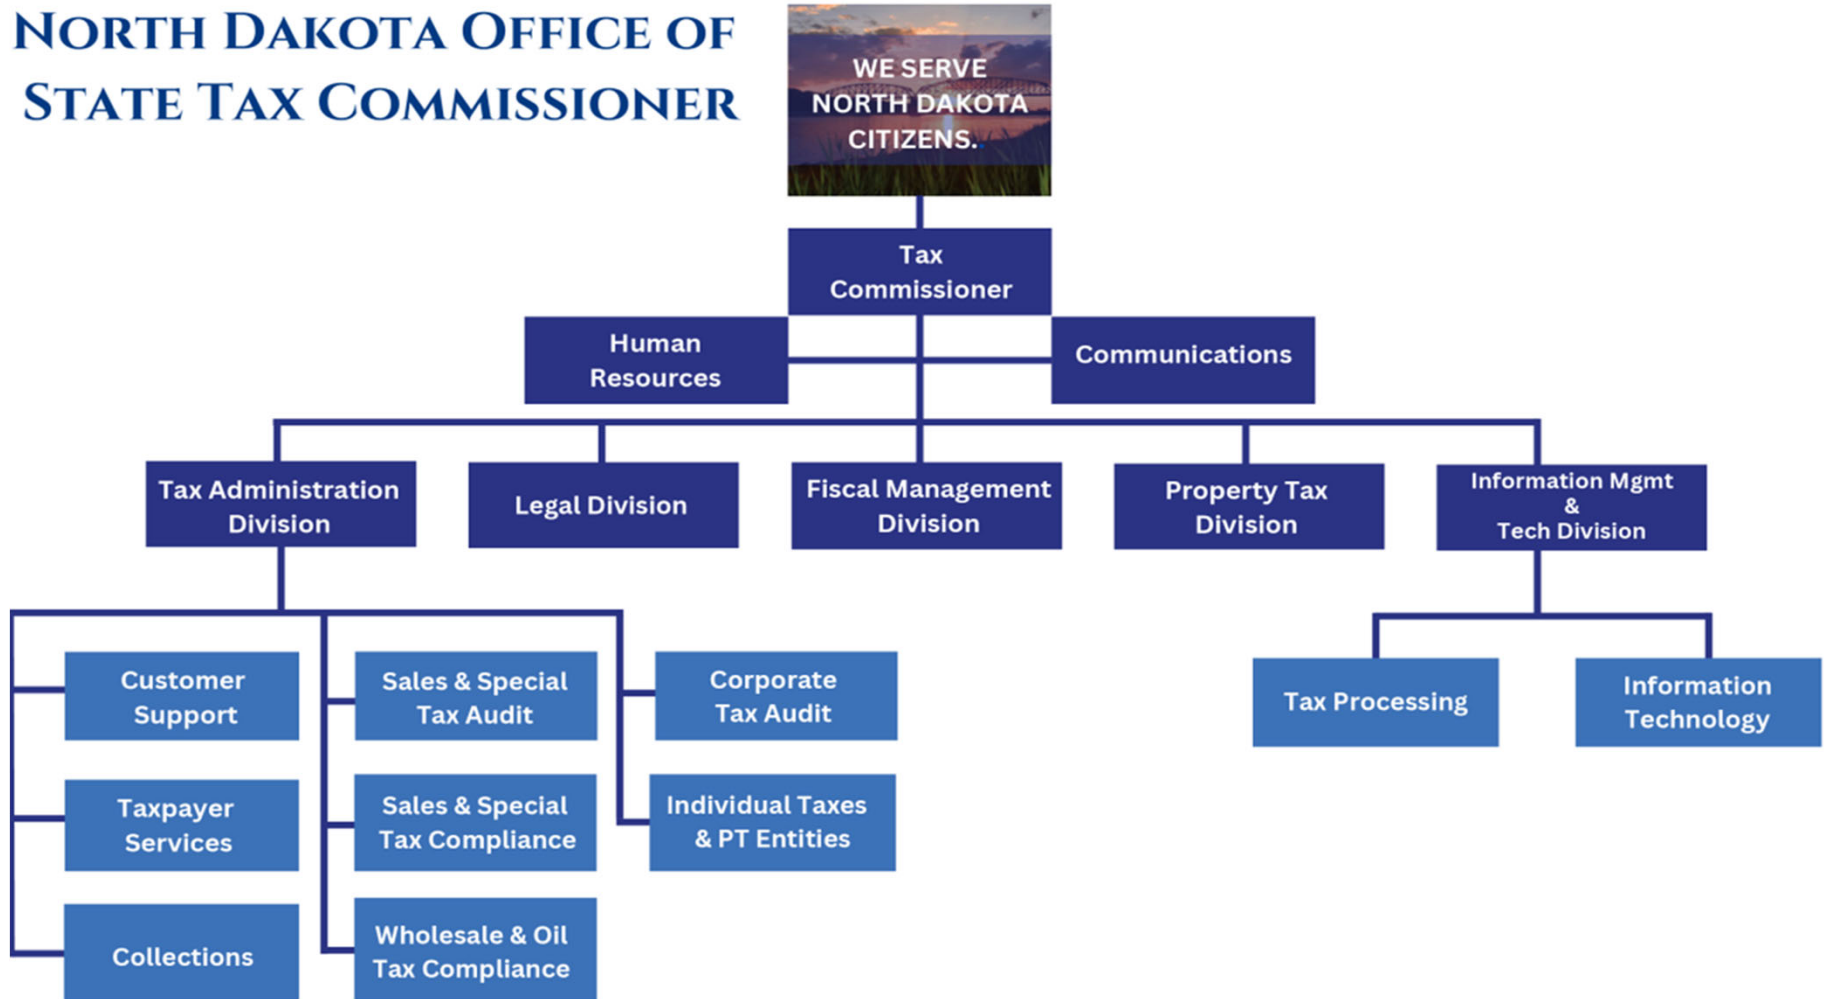 NORTH DAKOTA OFFICE OF
STATE TAX COMMISSIONER
WE SERVE
NORTH DAKOTA
CITIZENS..
Tax
Commissioner
Human
Resources
Communications
Tax Administration
Division
Legal Division
Fiscal Management
Division
Property Tax
Division
Information Mgmt
&
Tech Division
Customer
Support
Sales & Special
Tax Audit
Corporate
Tax Audit
Tax Processing
Information
Technology
Taxpayer
Services
Sales & Special
Tax Compliance
Individual Taxes
& PT Entities
Collections
Wholesale & Oil
Tax Compliance